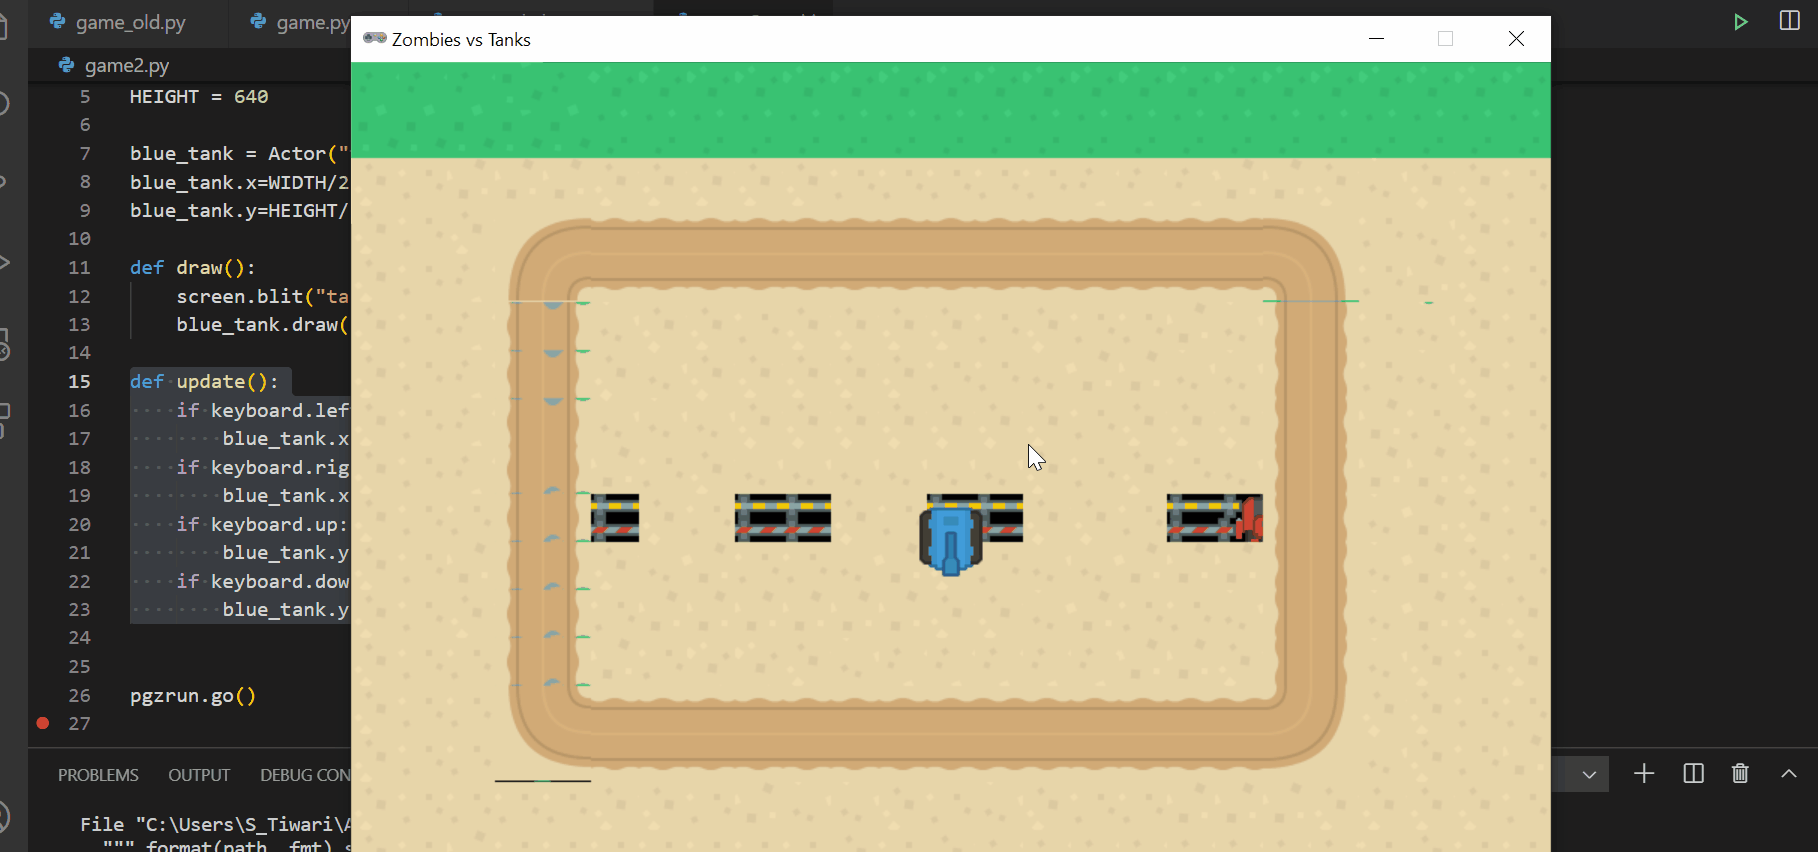 game_old.py
game.py
Zombies vs Tanks
game2.py
5 HEIGHT = 640
6
7 blue_tank = Actor("
8 blue_tank.x=WIDTH/2
9 blue_tank.y=HEIGHT/
10
11 def draw():
12 screen.blit("ta
13 blue_tank.draw(
14
15 def update():
16 if keyboard.lef
17 blue_tank.x
18 if keyboard.rig
19 blue_tank.x
20 if keyboard.up:
21 blue_tank.y
22 if keyboard.dow
23 blue_tank.y
24
25
26 pgzrun.go()
27
PROBLEMS OUTPUT DEBUG CON
File "C:\Users\S_Tiwari\A
""".format(path, fmt)